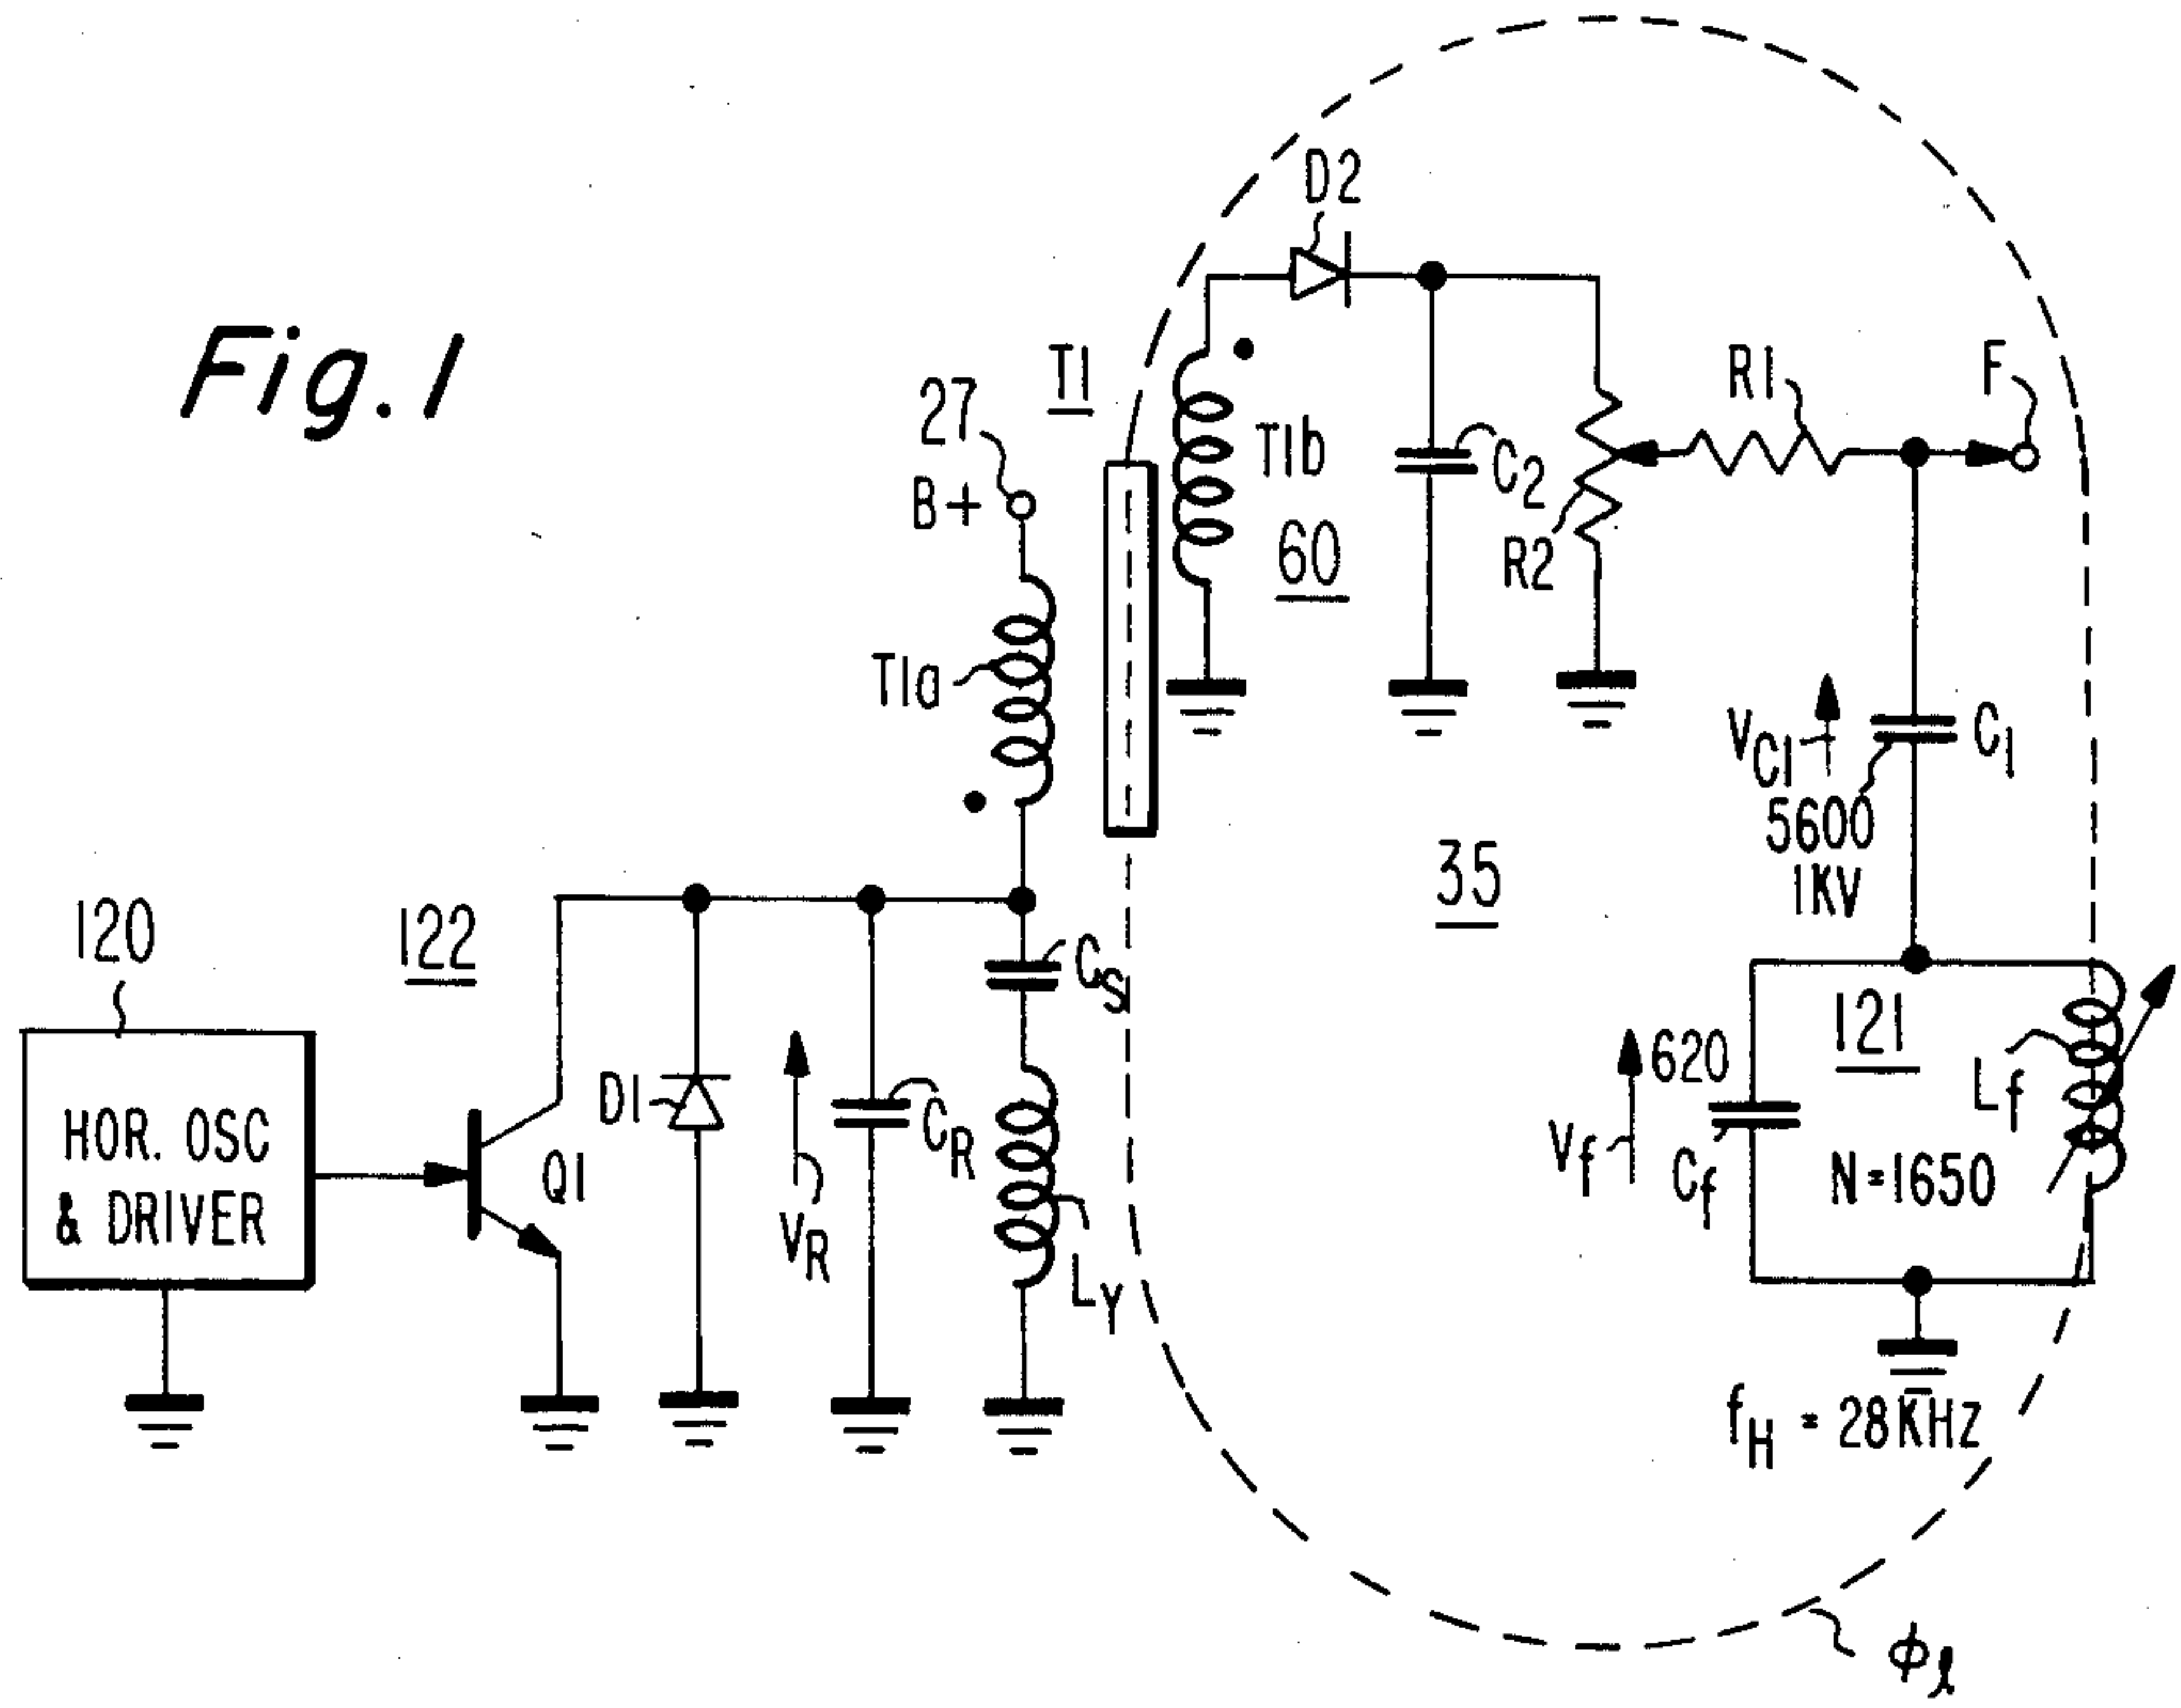 Fig. 1
D2
T1
27
B+
T1b
60
C2
R2
R1
F
T1a
VC1
C1
5600
1KV
35
120
122
CS
HOR. OSC
& DRIVER
Q1
D1
VR
CR
LY
121
620
Vf
Cf
N=1650
Lf
fH = 28KHZ
ϕl